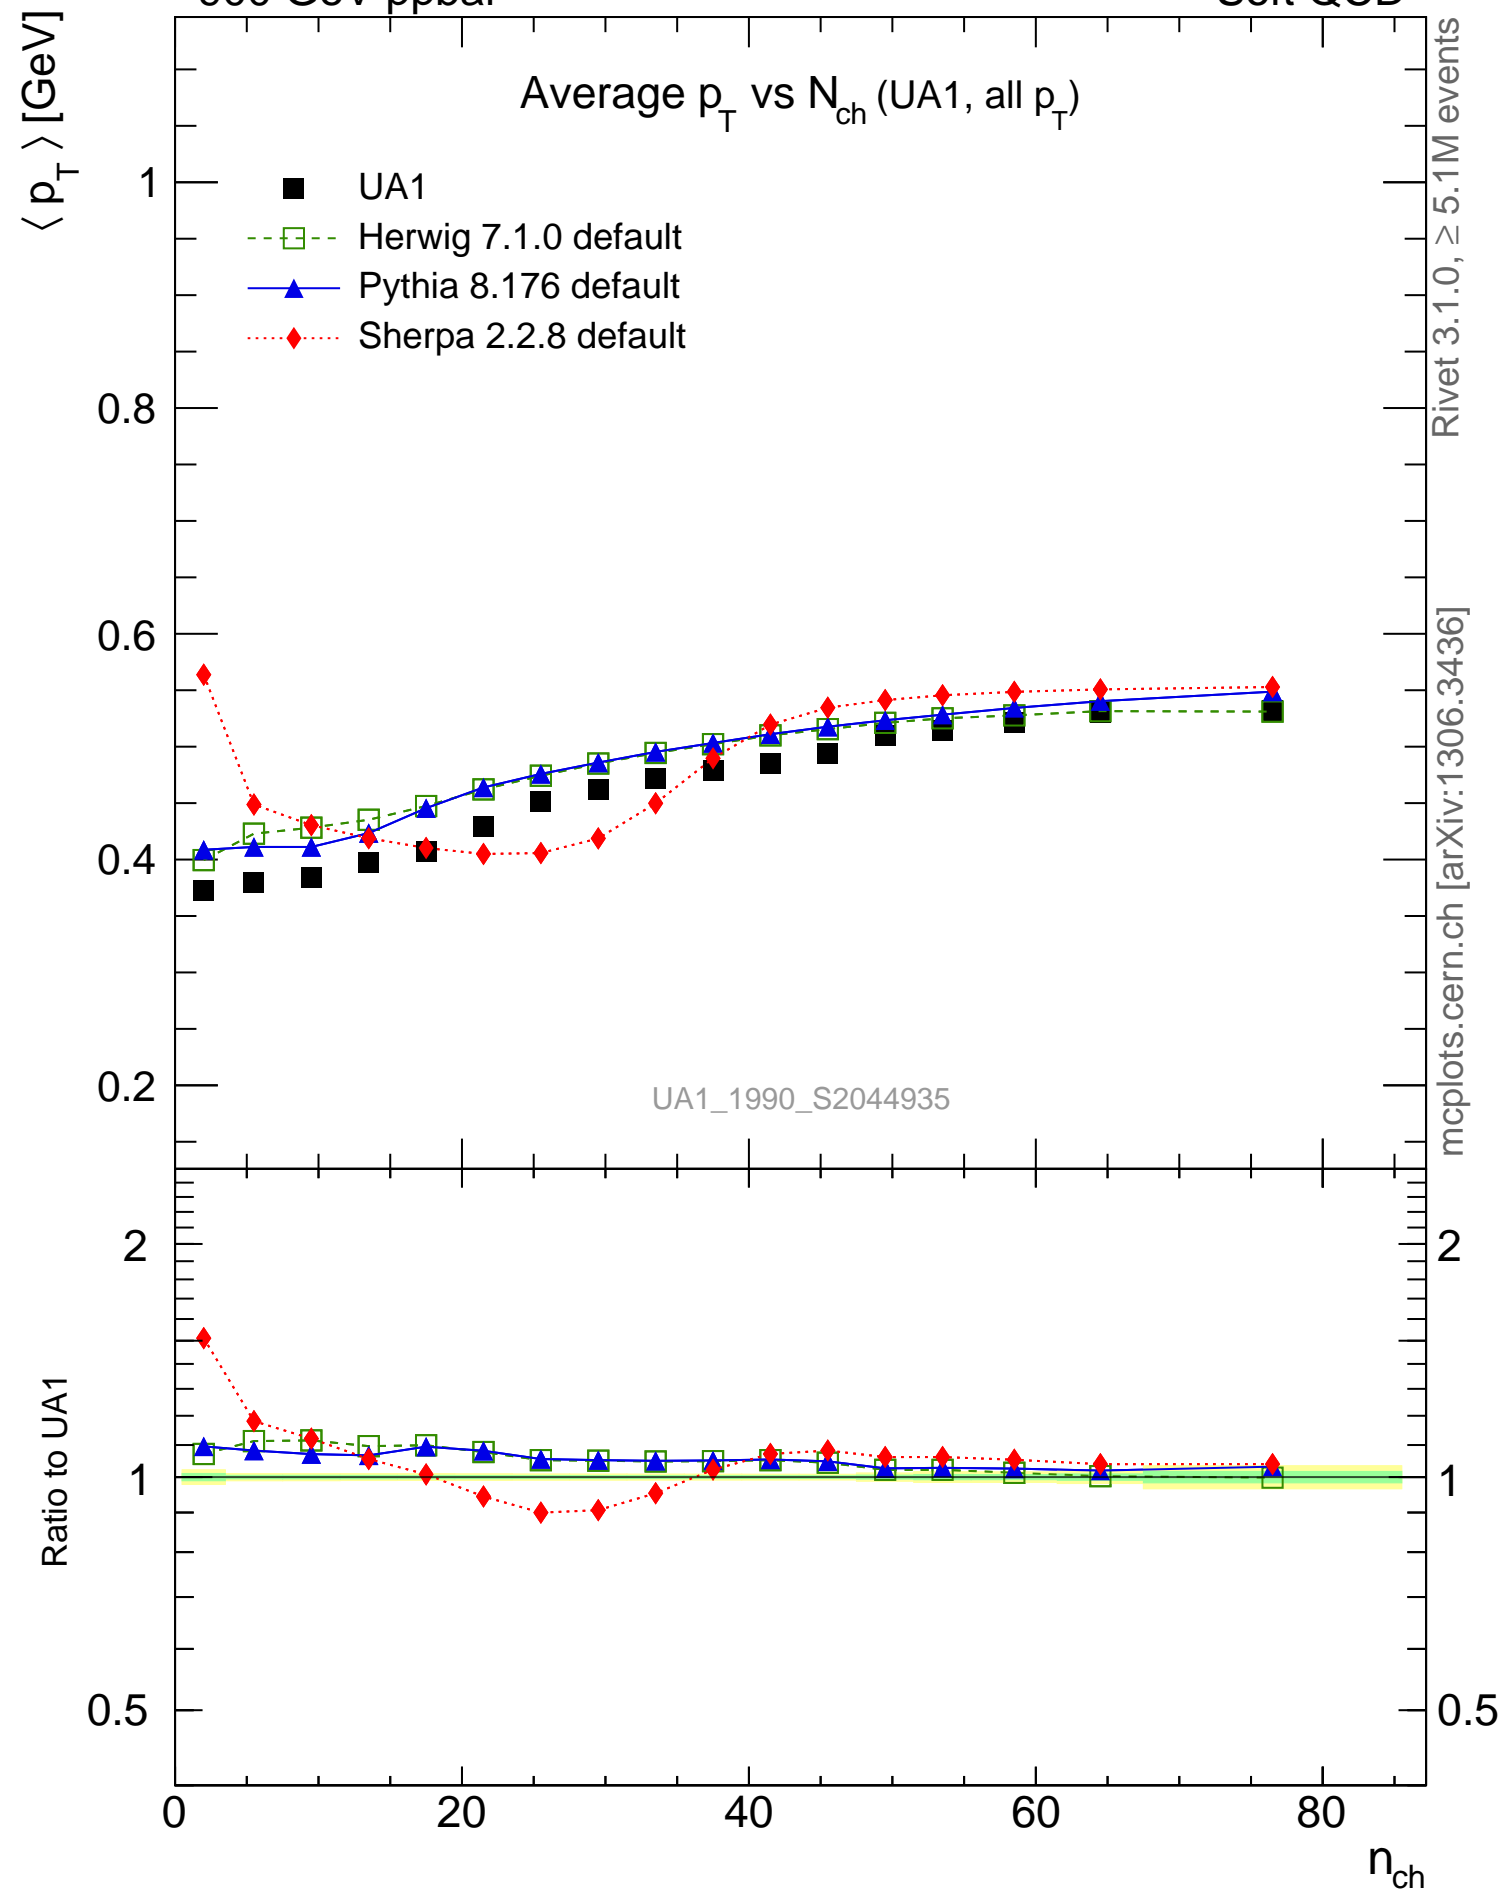 ⟨ p_T ⟩ [GeV]
Average p_T vs N_ch (UA1, all p_T)
UA1
Herwig 7.1.0 default
Pythia 8.176 default
Sherpa 2.2.8 default
1
0.8
0.6
0.4
0.2
UA1_1990_S2044935
Rivet 3.1.0, ≥ 5.1M events
mcplots.cern.ch [arXiv:1306.3436]
Ratio to UA1
2
1
0.5
2
1
0.5
0 20 40 60 80
n_ch